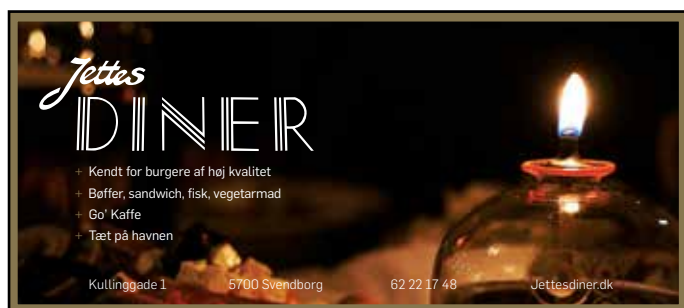 Jettes
DINER
+ Kendt for burgere af høj kvalitet
+ Bøffer, sandwich, fisk, vegetarmad
+ Go' Kaffe
+ Tæt på havnen
Kullinggade 1 5700 Svendborg 62 22 17 48 Jettesdiner.dk